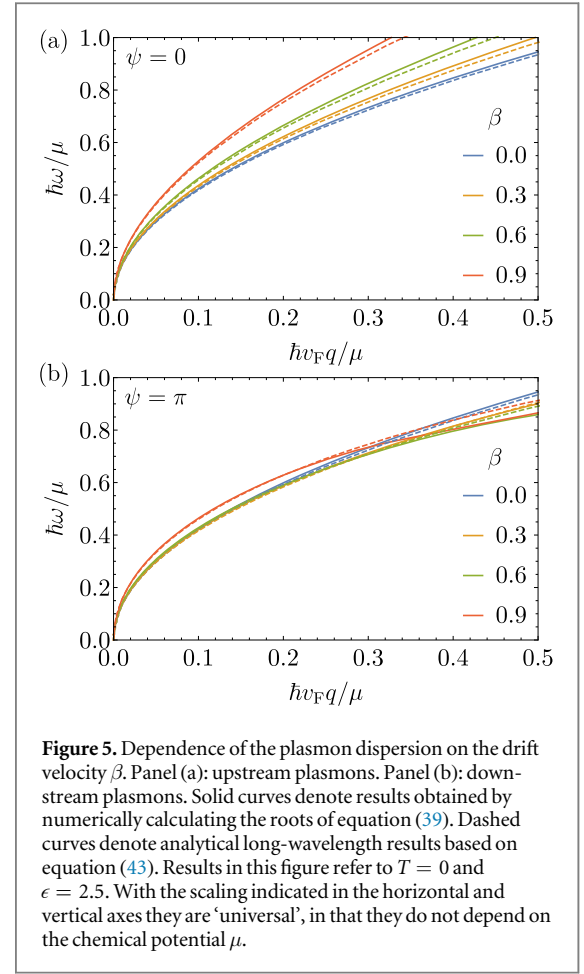 (a)
ψ = 0
1.0
0.8
0.6
0.4
0.2
0.0
ħω/μ
β
0.0
0.3
0.6
0.9
0.0 0.1 0.2 0.3 0.4 0.5
ħv_F q/μ
(b)
ψ = π
1.0
0.8
0.6
0.4
0.2
0.0
ħω/μ
β
0.0
0.3
0.6
0.9
0.0 0.1 0.2 0.3 0.4 0.5
ħv_F q/μ
Figure 5. Dependence of the plasmon dispersion on the drift
velocity β. Panel (a): upstream plasmons. Panel (b): down-
stream plasmons. Solid curves denote results obtained by
numerically calculating the roots of equation (39). Dashed
curves denote analytical long-wavelength results based on
equation (43). Results in this figure refer to T = 0 and
ϵ = 2.5. With the scaling indicated in the horizontal and
vertical axes they are ‘universal’, in that they do not depend on
the chemical potential μ.